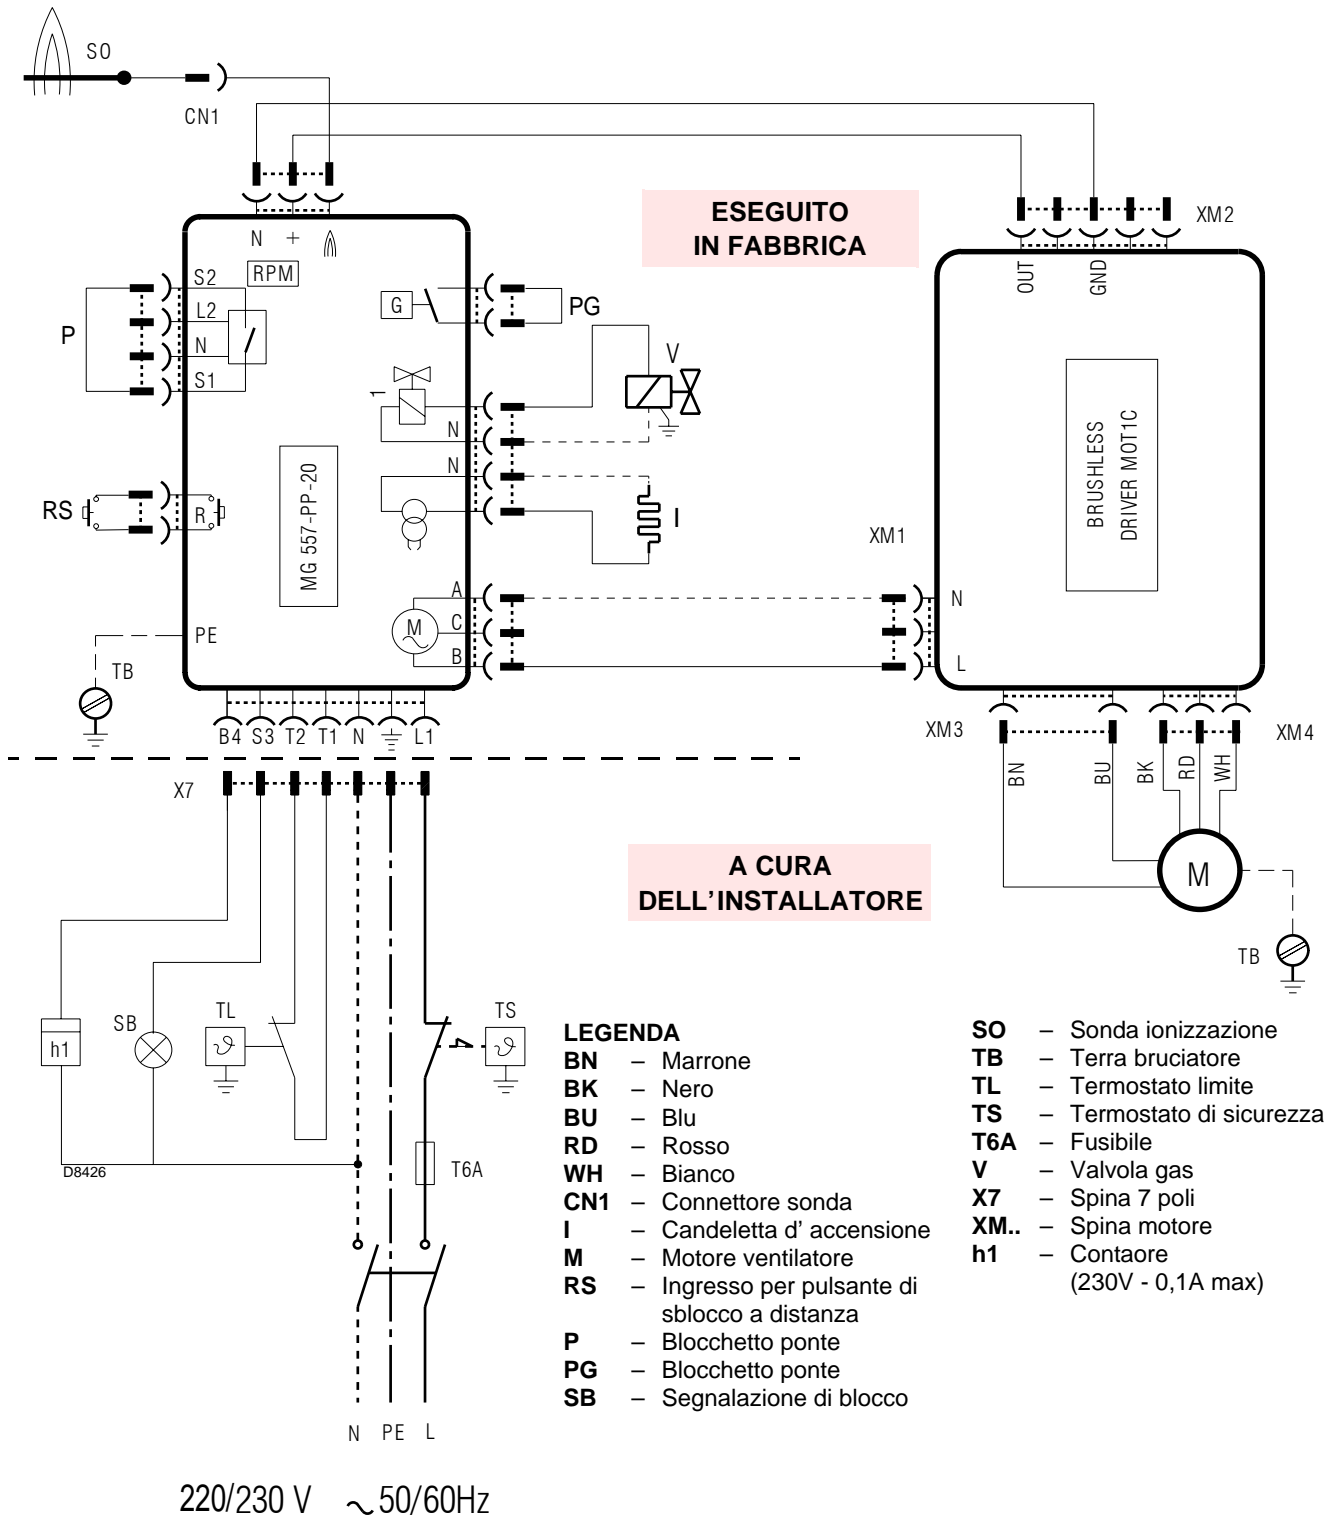 SO
CN1
ESEGUITO
IN FABBRICA
XM2
N + 
RPM
OUT
GND
S2
L2
N
S1
P
G
PG
V
1
N
N
I
RS
R
MG 557-PP-20
BRUSHLESS
DRIVER MOT1C
XM1
A
C
B
M
N
L
PE
TB
B4 S3 T2 T1 N L1
XM3
XM4
BN
BU
BK
RD
WH
X7
M
TB
A CURA
DELL'INSTALLATORE
h1
SB
TL
TS
T6A
D8426
N PE L
220/230 V ~ 50/60Hz
LEGENDA
BN – Marrone
BK – Nero
BU – Blu
RD – Rosso
WH – Bianco
CN1 – Connettore sonda
I – Candeletta d' accensione
M – Motore ventilatore
RS – Ingresso per pulsante di
sblocco a distanza
P – Blocchetto ponte
PG – Blocchetto ponte
SB – Segnalazione di blocco
SO – Sonda ionizzazione
TB – Terra bruciatore
TL – Termostato limite
TS – Termostato di sicurezza
T6A – Fusibile
V – Valvola gas
X7 – Spina 7 poli
XM.. – Spina motore
h1 – Contaore
(230V - 0,1A max)